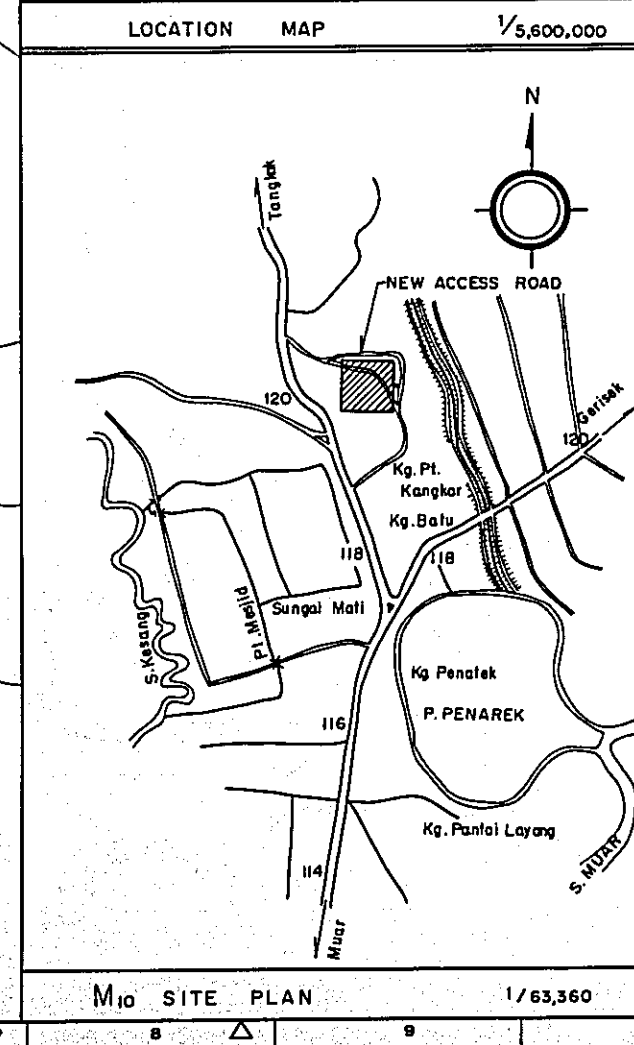 LOCATION MAP 1/5,600,000
N
Tangkak
NEW ACCESS ROAD
120
Gerisek
120
Kg. Pt.
Kangkar
Kg. Batu
118
118
S. Kesang
Pt. Mesjid
Sungai Mati
Kg. Penatek
116
P. PENAREK
Kg. Pantai Layang
S. MUAR
114
Muar
M10 SITE PLAN 1/63,360
8
9